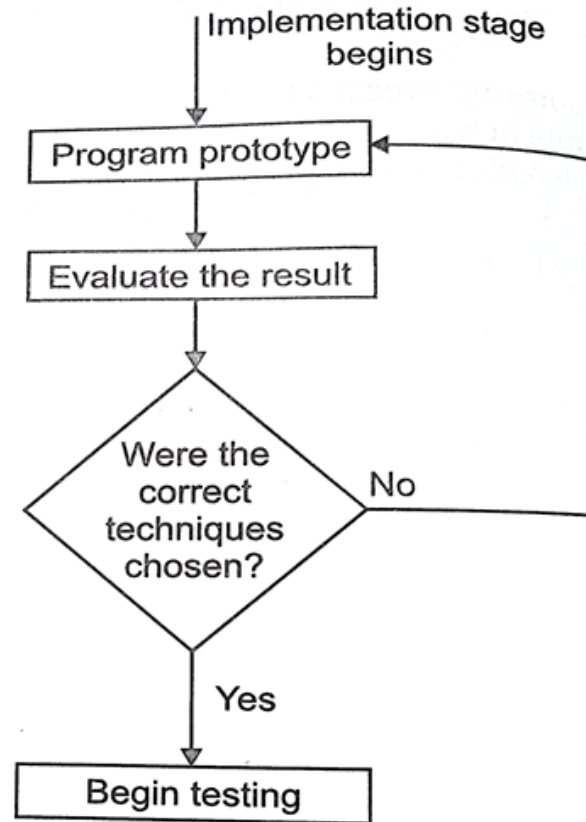 Implementation stage
begins
Program prototype
Evaluate the result
Were the
correct
techniques
chosen?
No
Yes
Begin testing